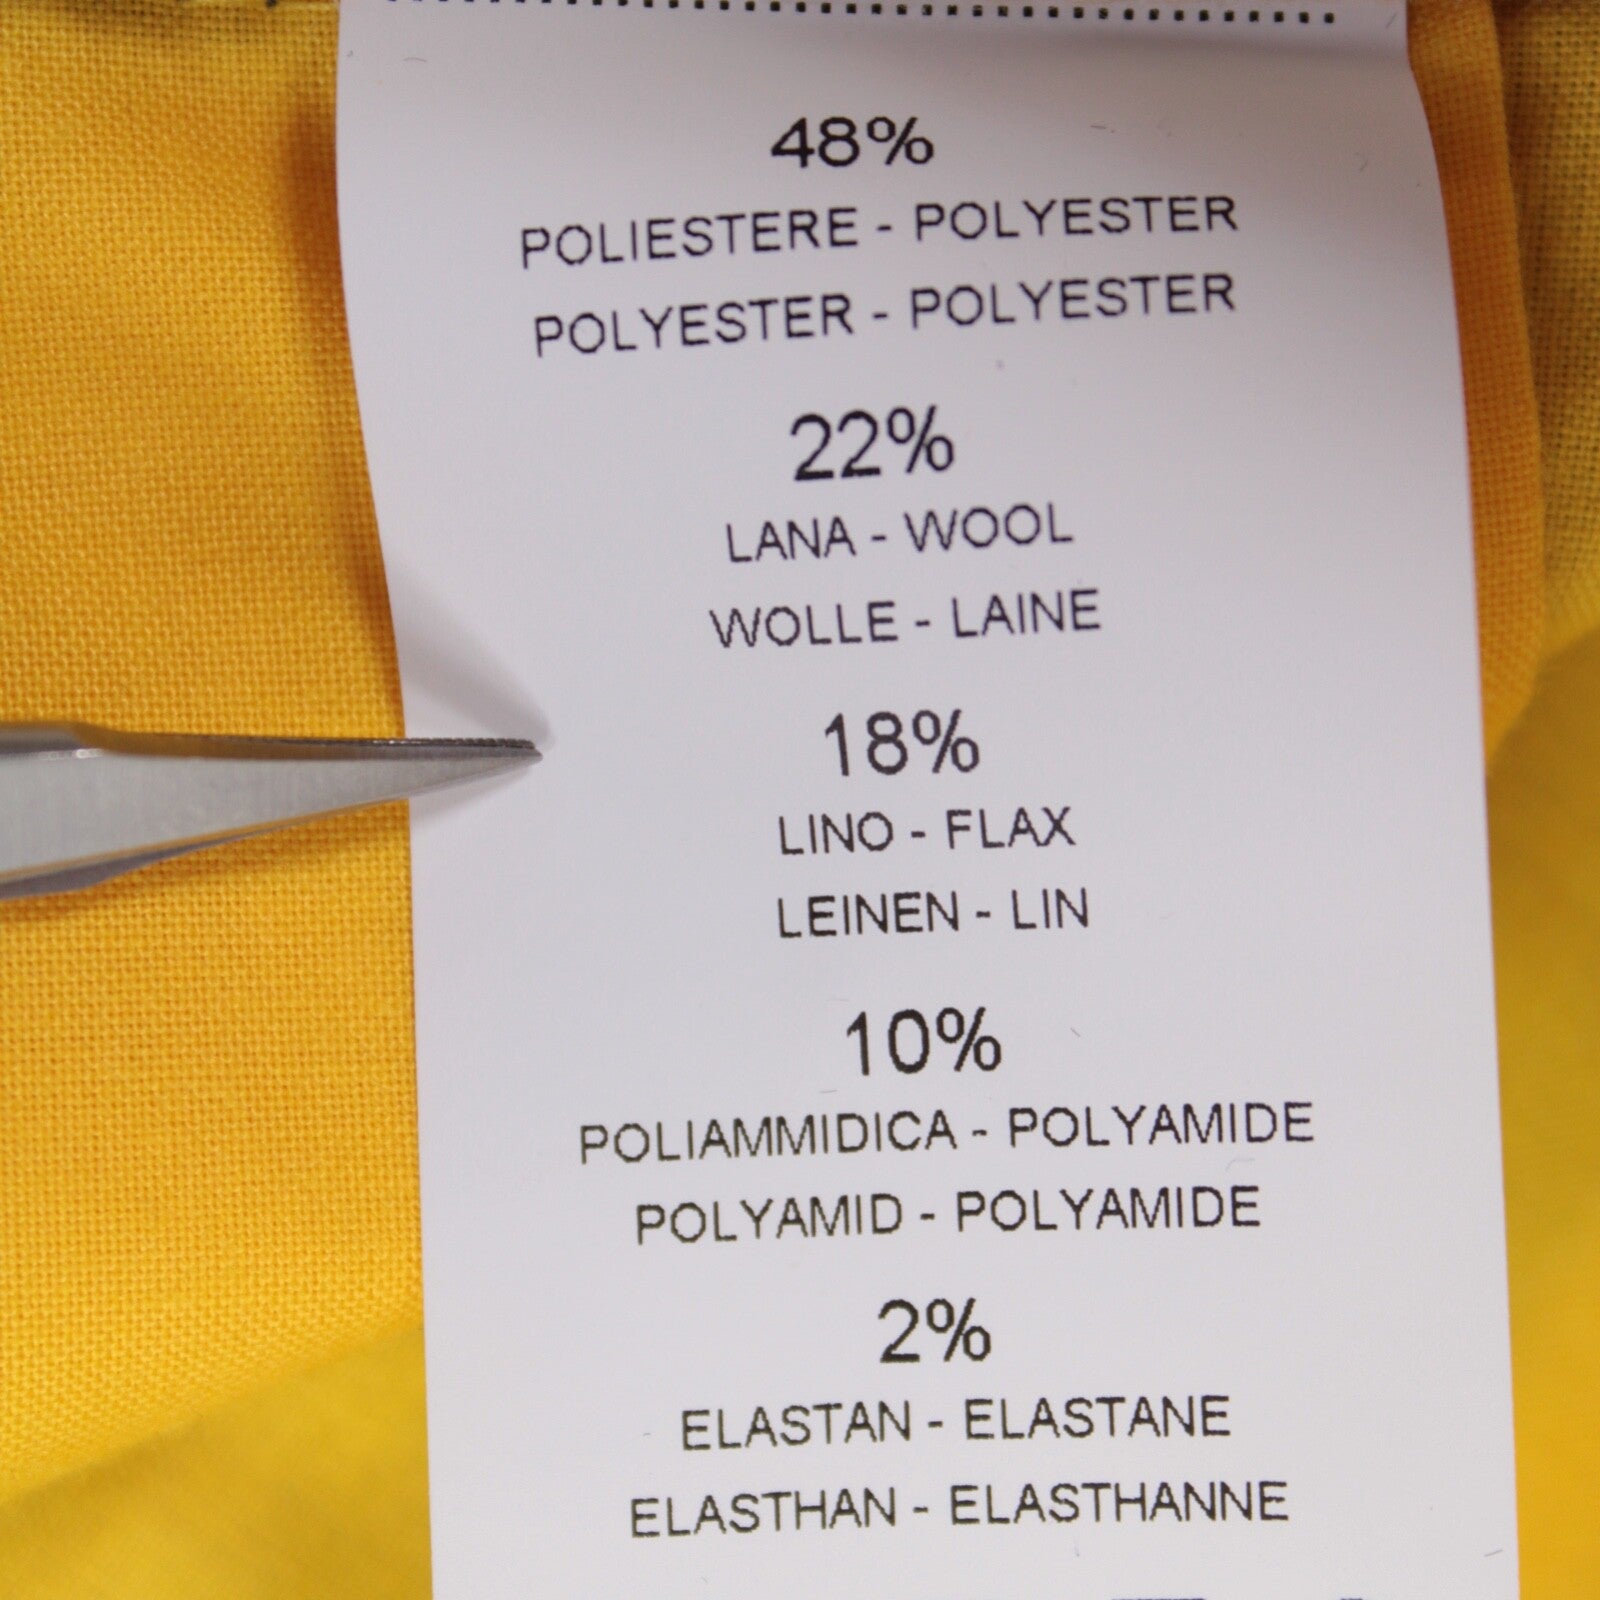 48%
POLIESTERE - POLYESTER
POLYESTER - POLYESTER
22%
LANA - WOOL
WOLLE - LAINE
18%
LINO - FLAX
LEINEN - LIN
10%
POLIAMMIDICA - POLYAMIDE
POLYAMID - POLYAMIDE
2%
ELASTAN - ELASTANE
ELASTHAN - ELASTHANNE